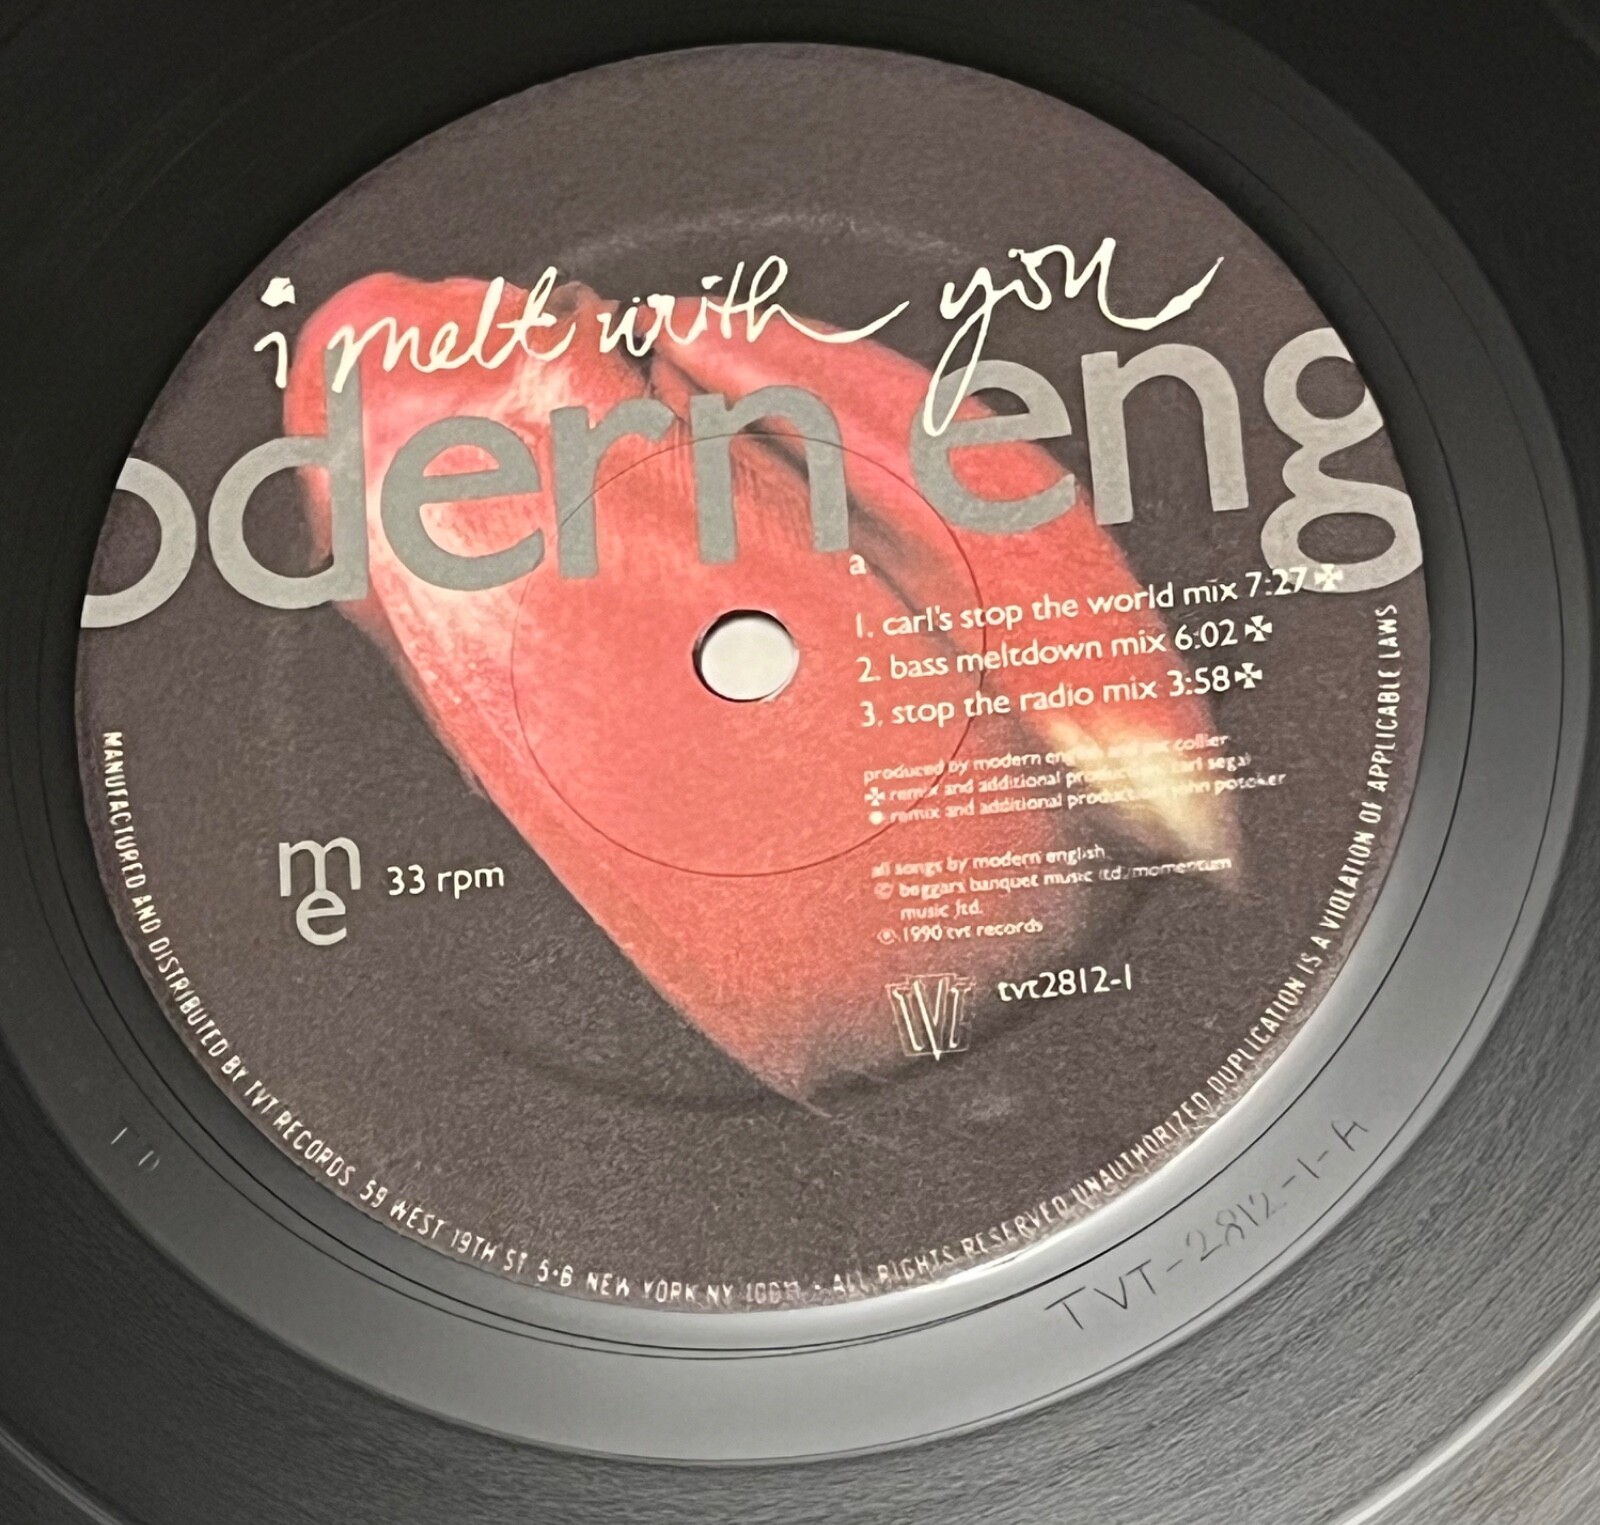 i melt with you
odern eng
a
1. carl's stop the world mix 7:27 ✠
2. bass meltdown mix 6:02 ✠
3. stop the radio mix 3:58 ✠
produced by modern and collier
✠ remix and additional carl segal
● remix and additional production john potoker
all songs by modern english
© beggars banquet music ltd./momentum
music ltd.
℗ 1990 tvt records
me
33 rpm
TVT
tvt2812-1
MANUFACTURED AND DISTRIBUTED BY TVT RECORDS 59 WEST 19TH ST 5·B NEW YORK NY · ALL RIGHTS RESERVED UNAUTHORIZED DUPLICATION IS A VIOLATION OF APPLICABLE LAWS
TVT-2812-1-A